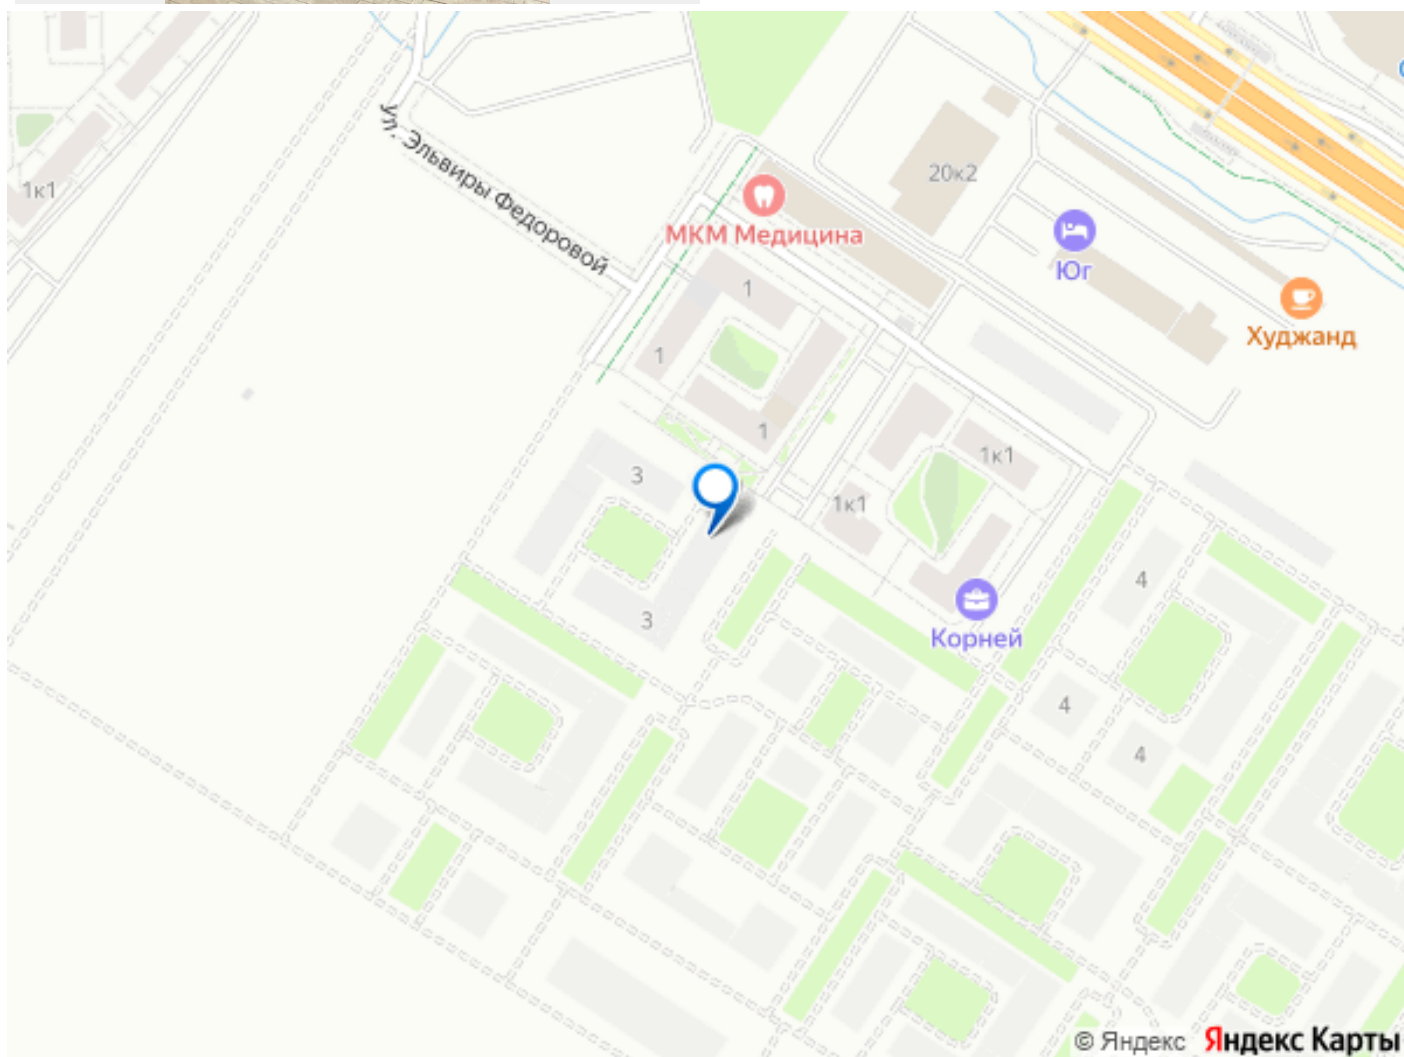 1к1
ул. Эльвиры Федоровой
20к2
МКМ Медицина
Юг
Худжанд
1
1
1
1к1
1к1
3
3
Корней
4
4
4
© Яндекс Яндекс Карты